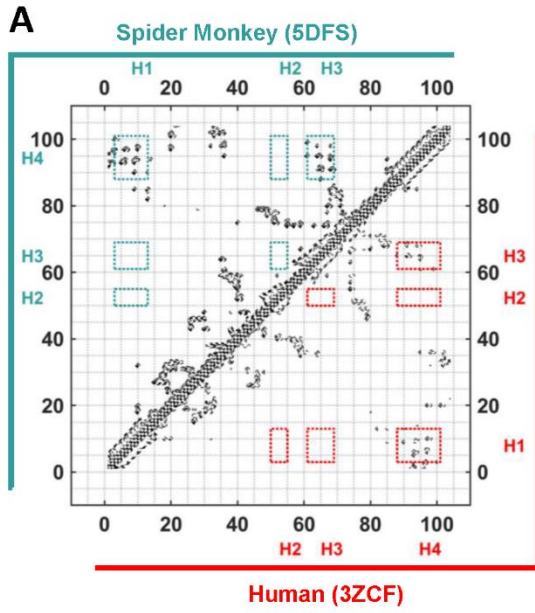 A
Spider Monkey (5DFS)
H1 H2 H3
0 20 40 60 80 100
H4 100 100
80 80
H3 H3
60 60
H2 H2
40 40
20 20
H1
0 0
0 20 40 60 80 100
H2 H3 H4
Human (3ZCF)